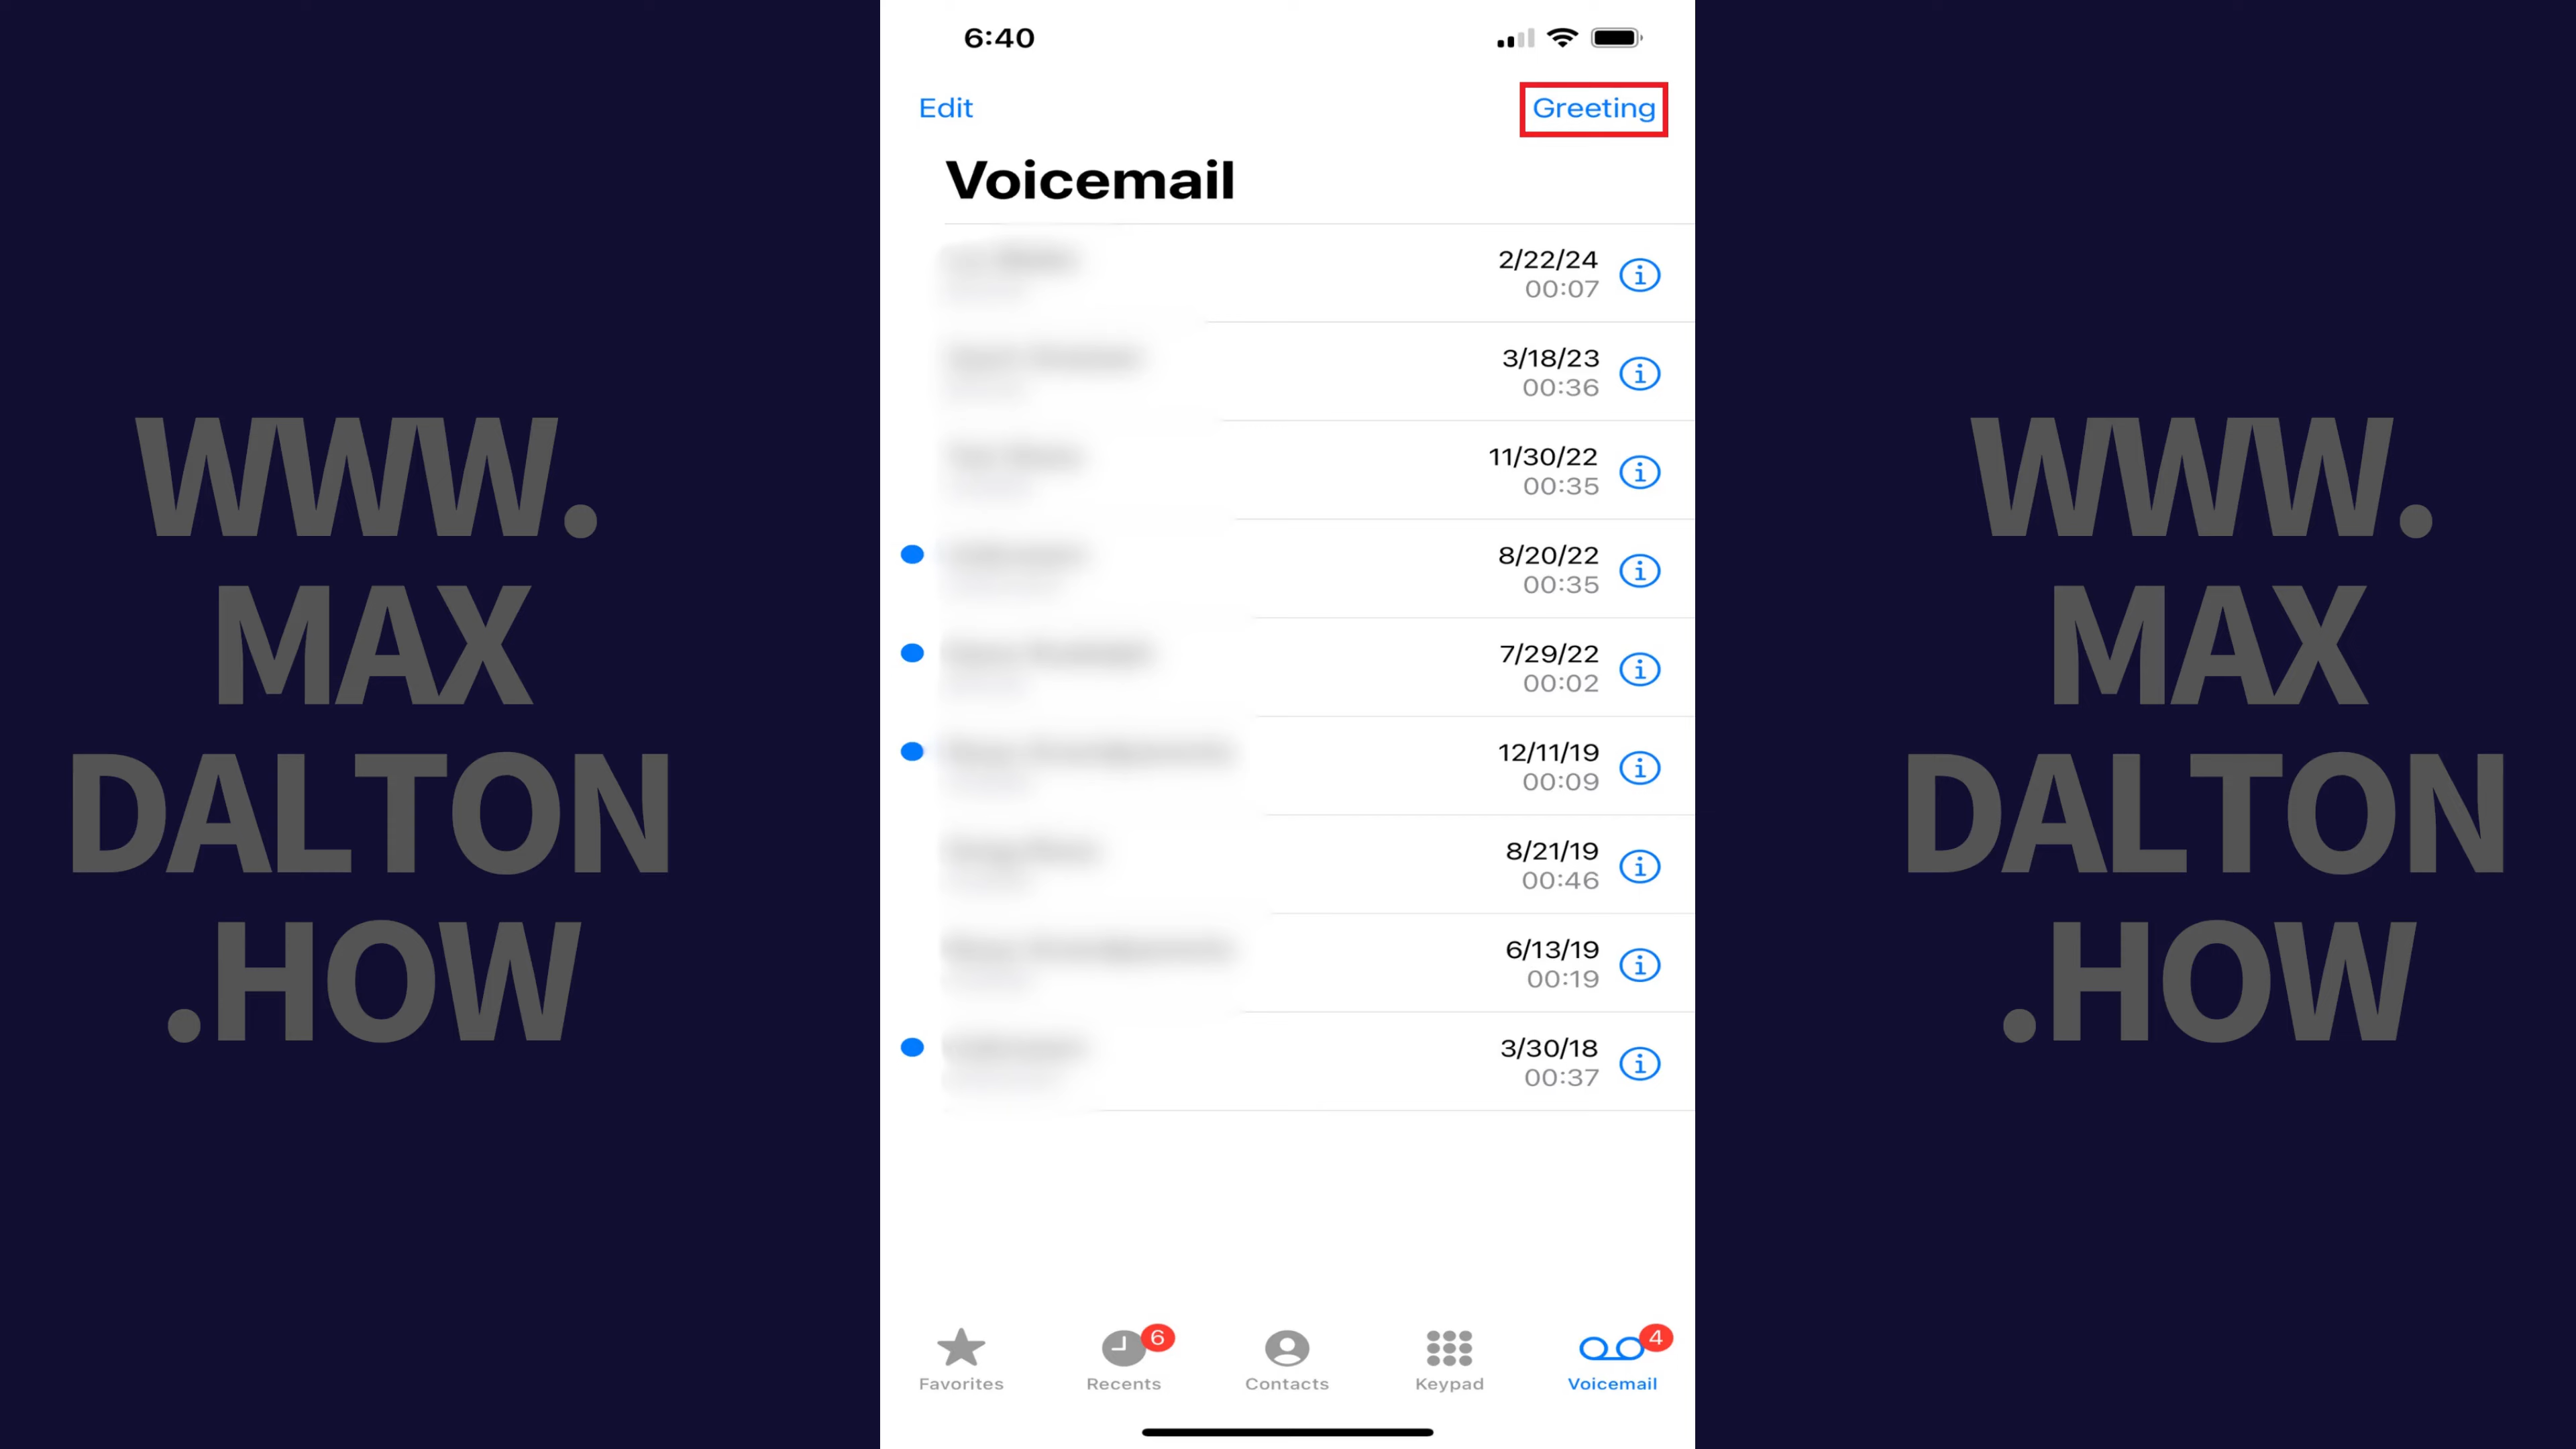 6:40
Edit
Greeting
Voicemail
2/22/24
00:07
3/18/23
00:36
11/30/22
00:35
8/20/22
00:35
7/29/22
00:02
12/11/19
00:09
8/21/19
00:46
6/13/19
00:19
3/30/18
00:37
Favorites
6
Recents
Contacts
Keypad
4
Voicemail
WWW.
MAX
DALTON
.HOW
WWW.
MAX
DALTON
.HOW